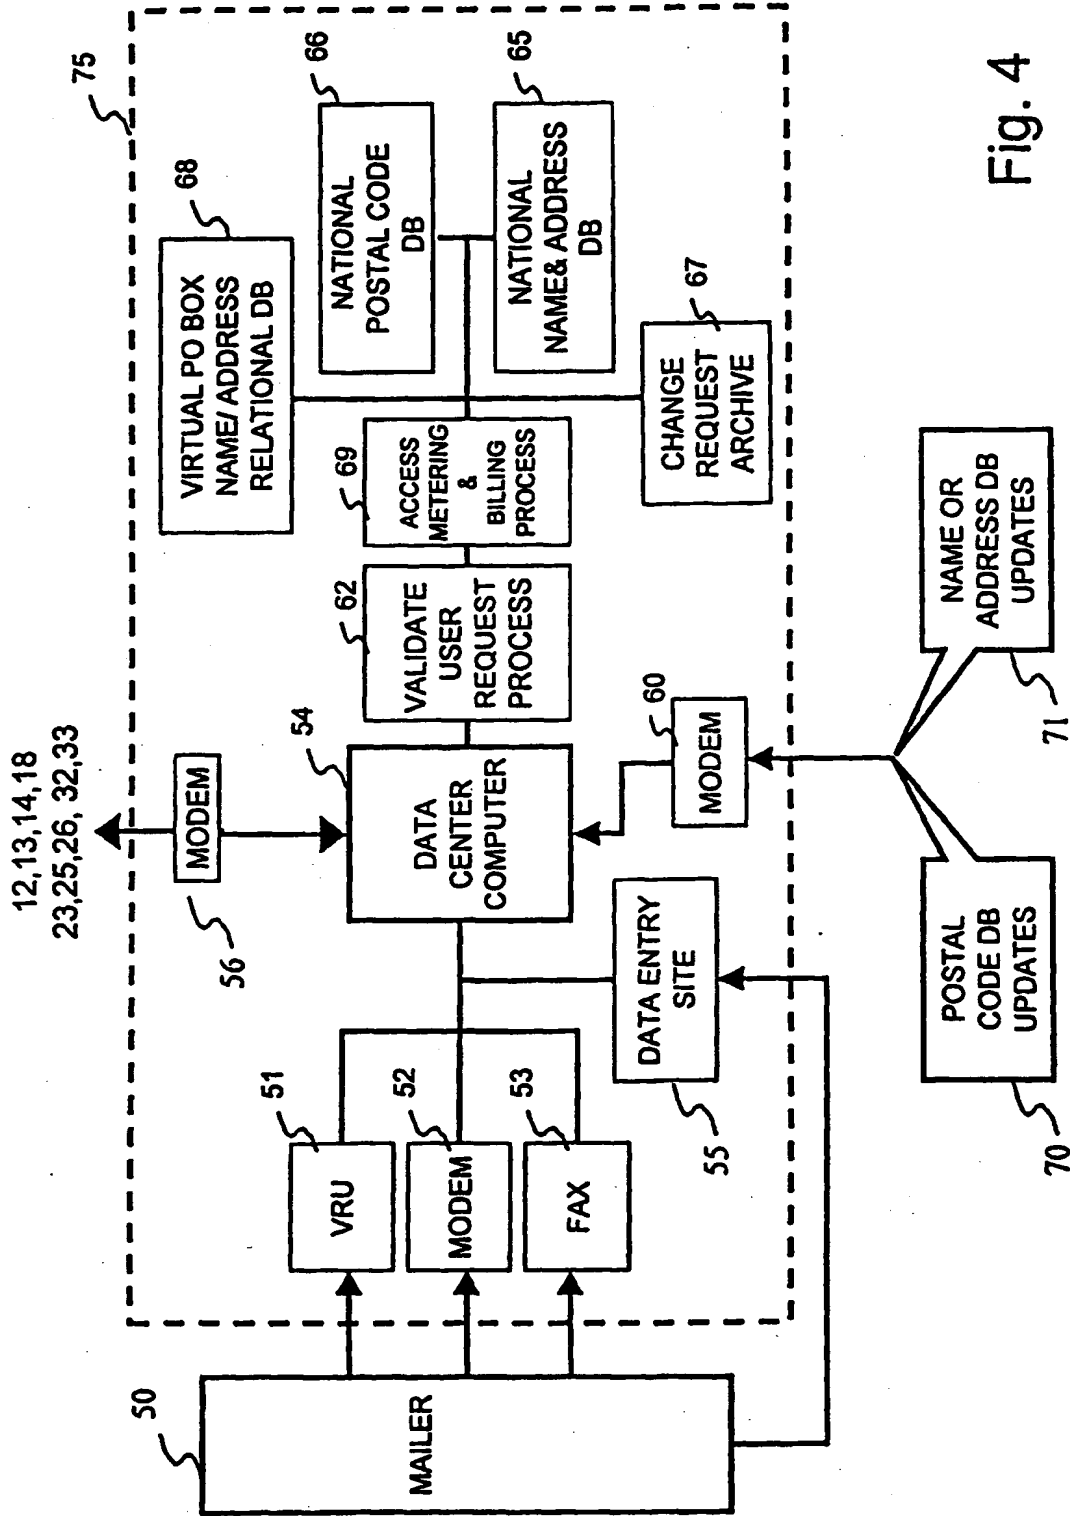 12,13,14,18
23,25,26, 32,33
75
50
MAILER
51
VRU
52
MODEM
53
FAX
55
DATA ENTRY
SITE
56
MODEM
54
DATA
CENTER
COMPUTER
60
MODEM
62
VALIDATE
USER
REQUEST
PROCESS
69
ACCESS
METERING
&
BILLING
PROCESS
68
VIRTUAL PO BOX
NAME/ ADDRESS
RELATIONAL DB
66
NATIONAL
POSTAL CODE
DB
65
NATIONAL
NAME& ADDRESS
DB
67
CHANGE
REQUEST
ARCHIVE
70
POSTAL
CODE DB
UPDATES
71
NAME OR
ADDRESS DB
UPDATES
Fig. 4